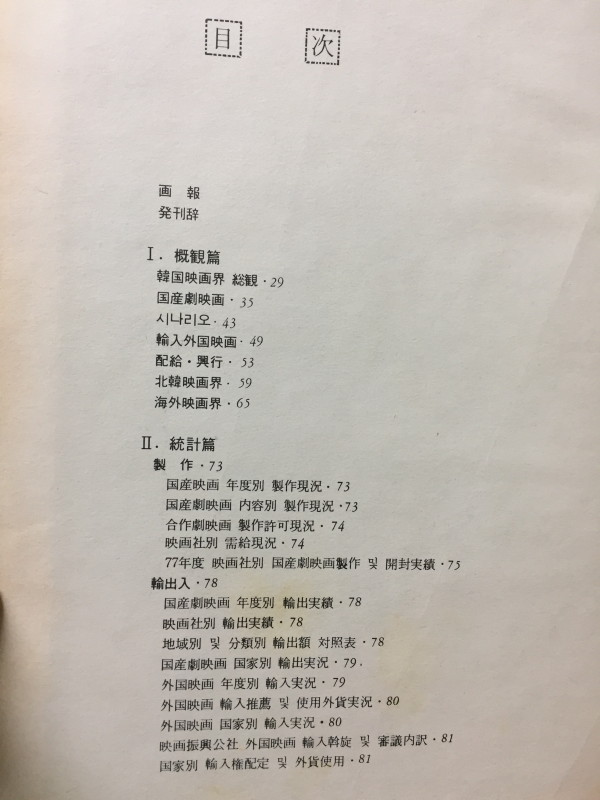 目 次
画 報
発刊辞
I. 概観篇
韓国映画界 総観・29
国産劇映画・35
시나리오・43
輸入外国映画・49
配給・興行・53
北韓映画界・59
海外映画界・65
II. 統計篇
製 作・73
国産映画 年度別 製作現況・73
国産劇映画 内容別 製作現況・73
合作劇映画 製作許可現況・74
映画社別 需給現況・74
77年度 映画社別 国産劇映画製作 및 開封実績・75
輸出入・78
国産劇映画 年度別 輸出実績・78
映画社別 輸出実績・78
地域別 및 分類別 輸出額 対照表・78
国産劇映画 国家別 輸出実況・79
外国映画 年度別 輸入実況・79
外国映画 輸入推薦 및 使用外貨実況・80
外国映画 国家別 輸入実況・80
映画振興公社 外国映画 輸入斡旋 및 審議内訳・81
国家別 輸入権配定 및 外貨使用・81